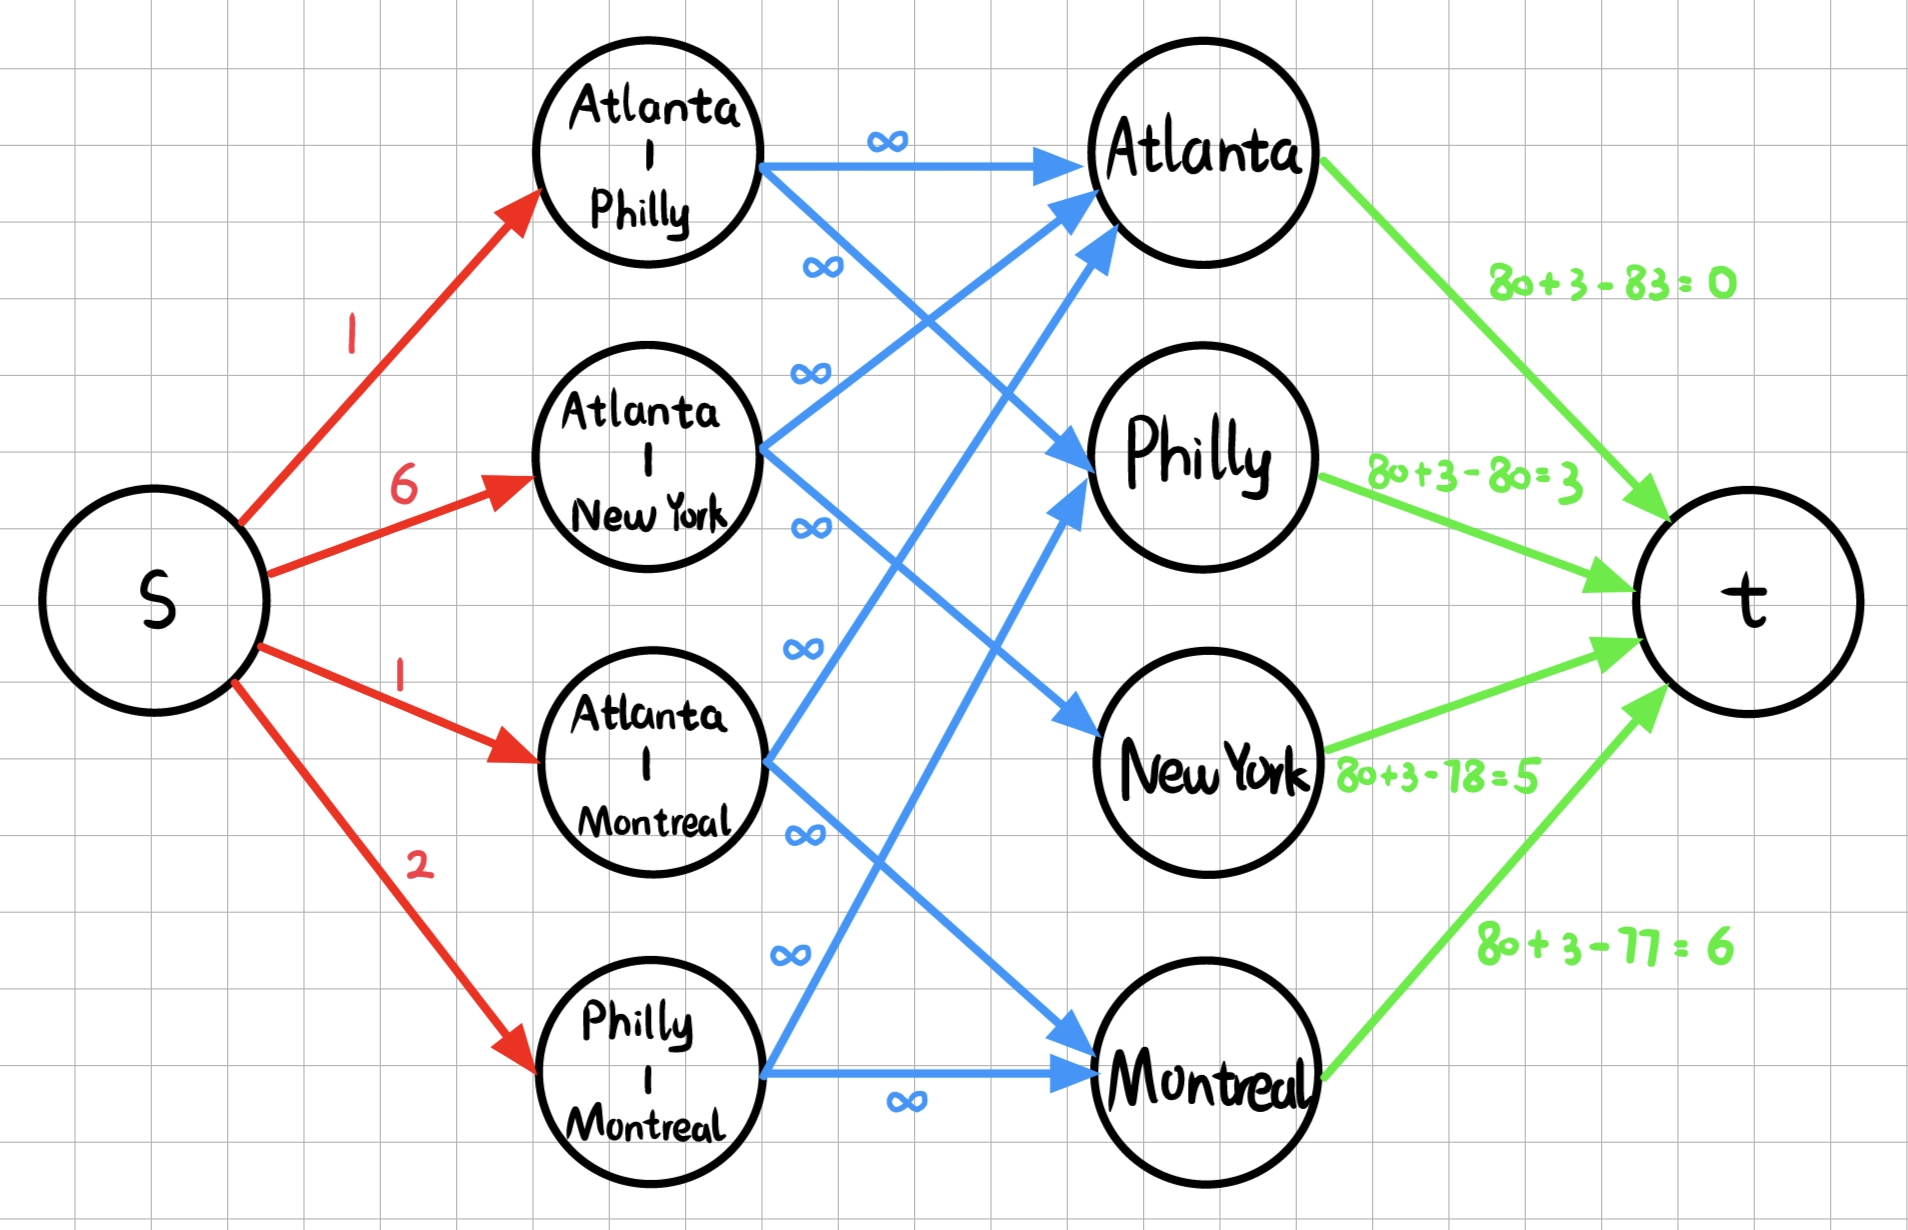 S
1
6
1
2
Atlanta
|
Philly
Atlanta
|
New York
Atlanta
|
Montreal
Philly
|
Montreal
∞
∞
∞
∞
∞
∞
∞
∞
Atlanta
Philly
New York
Montreal
80+3-83=0
80+3-80=3
80+3-78=5
80+3-77=6
t